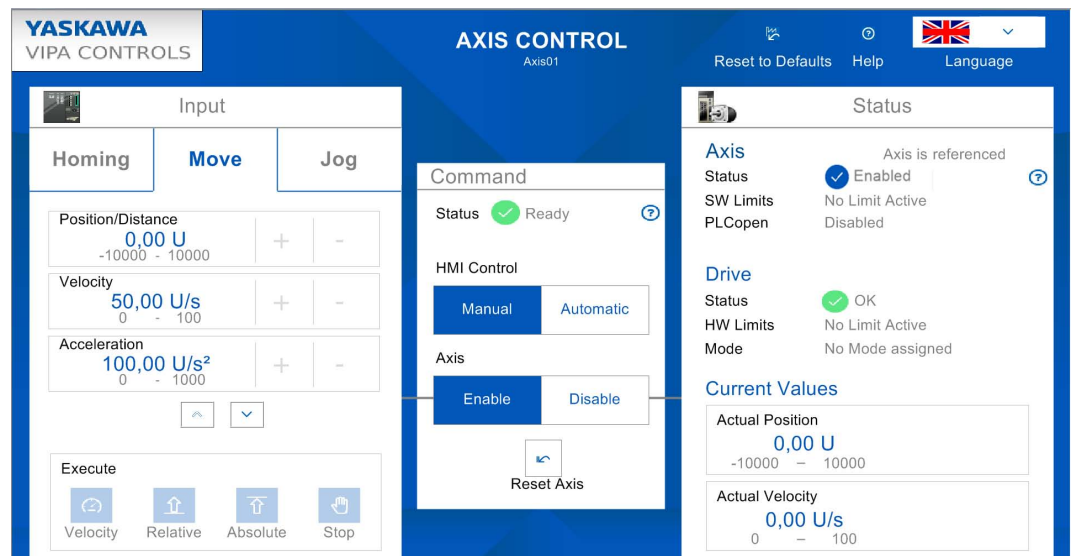 YASKAWA
VIPA CONTROLS
AXIS CONTROL
Axis01
Reset to Defaults
Help
Language
Input
Homing
Move
Jog
Position/Distance
0,00 U
-10000 - 10000
+ -
Velocity
50,00 U/s
0 - 100
+ -
Acceleration
100,00 U/s²
0 - 1000
+ -
Execute
Velocity
Relative
Absolute
Stop
Command
Status Ready ?
HMI Control
Manual
Automatic
Axis
Enable
Disable
Reset Axis
Status
Axis
Axis is referenced
Status Enabled ?
SW Limits No Limit Active
PLCopen Disabled
Drive
Status OK
HW Limits No Limit Active
Mode No Mode assigned
Current Values
Actual Position
0,00 U
-10000 – 10000
Actual Velocity
0,00 U/s
0 – 100